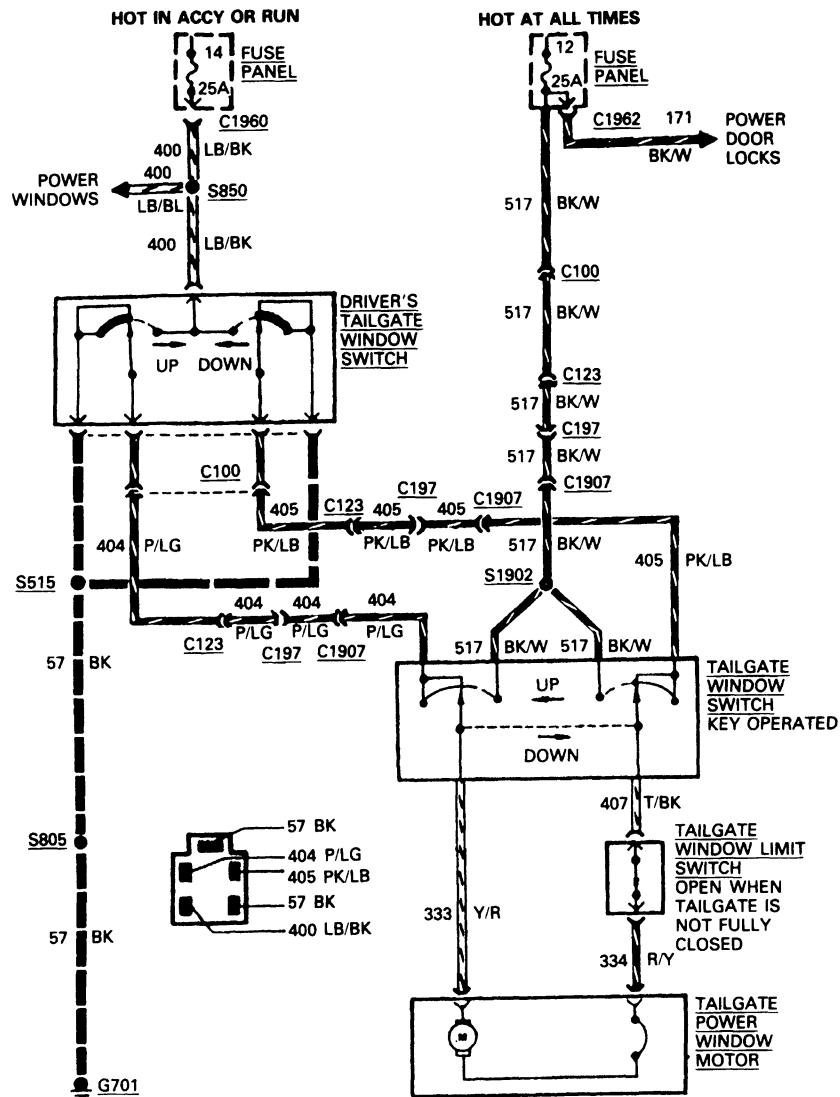 HOT IN ACCY OR RUN
HOT AT ALL TIMES
14
FUSE
PANEL
25A
12
FUSE
PANEL
25A
C1960
C1962
171
POWER
DOOR
LOCKS
BK/W
400
LB/BK
400
POWER
WINDOWS
S850
LB/BL
517
BK/W
400
LB/BK
C100
DRIVER'S
TAILGATE
WINDOW
SWITCH
517
BK/W
UP
DOWN
C123
517
BK/W
C197
517
BK/W
C100
C197
C1907
405
C123
405
405
C1907
404
P/LG
PK/LB
PK/LB
PK/LB
517
BK/W
405
PK/LB
S515
S1902
404
404
404
P/LG
P/LG
P/LG
C123
C197
C1907
57
BK
517
BK/W
517
BK/W
TAILGATE
WINDOW
SWITCH
KEY OPERATED
UP
DOWN
407
T/BK
S805
57 BK
404 P/LG
405 PK/LB
57 BK
400 LB/BK
TAILGATE
WINDOW LIMIT
SWITCH
OPEN WHEN
TAILGATE IS
NOT FULLY
CLOSED
333
Y/R
57
BK
334
R/Y
M
TAILGATE
POWER
WINDOW
MOTOR
G701